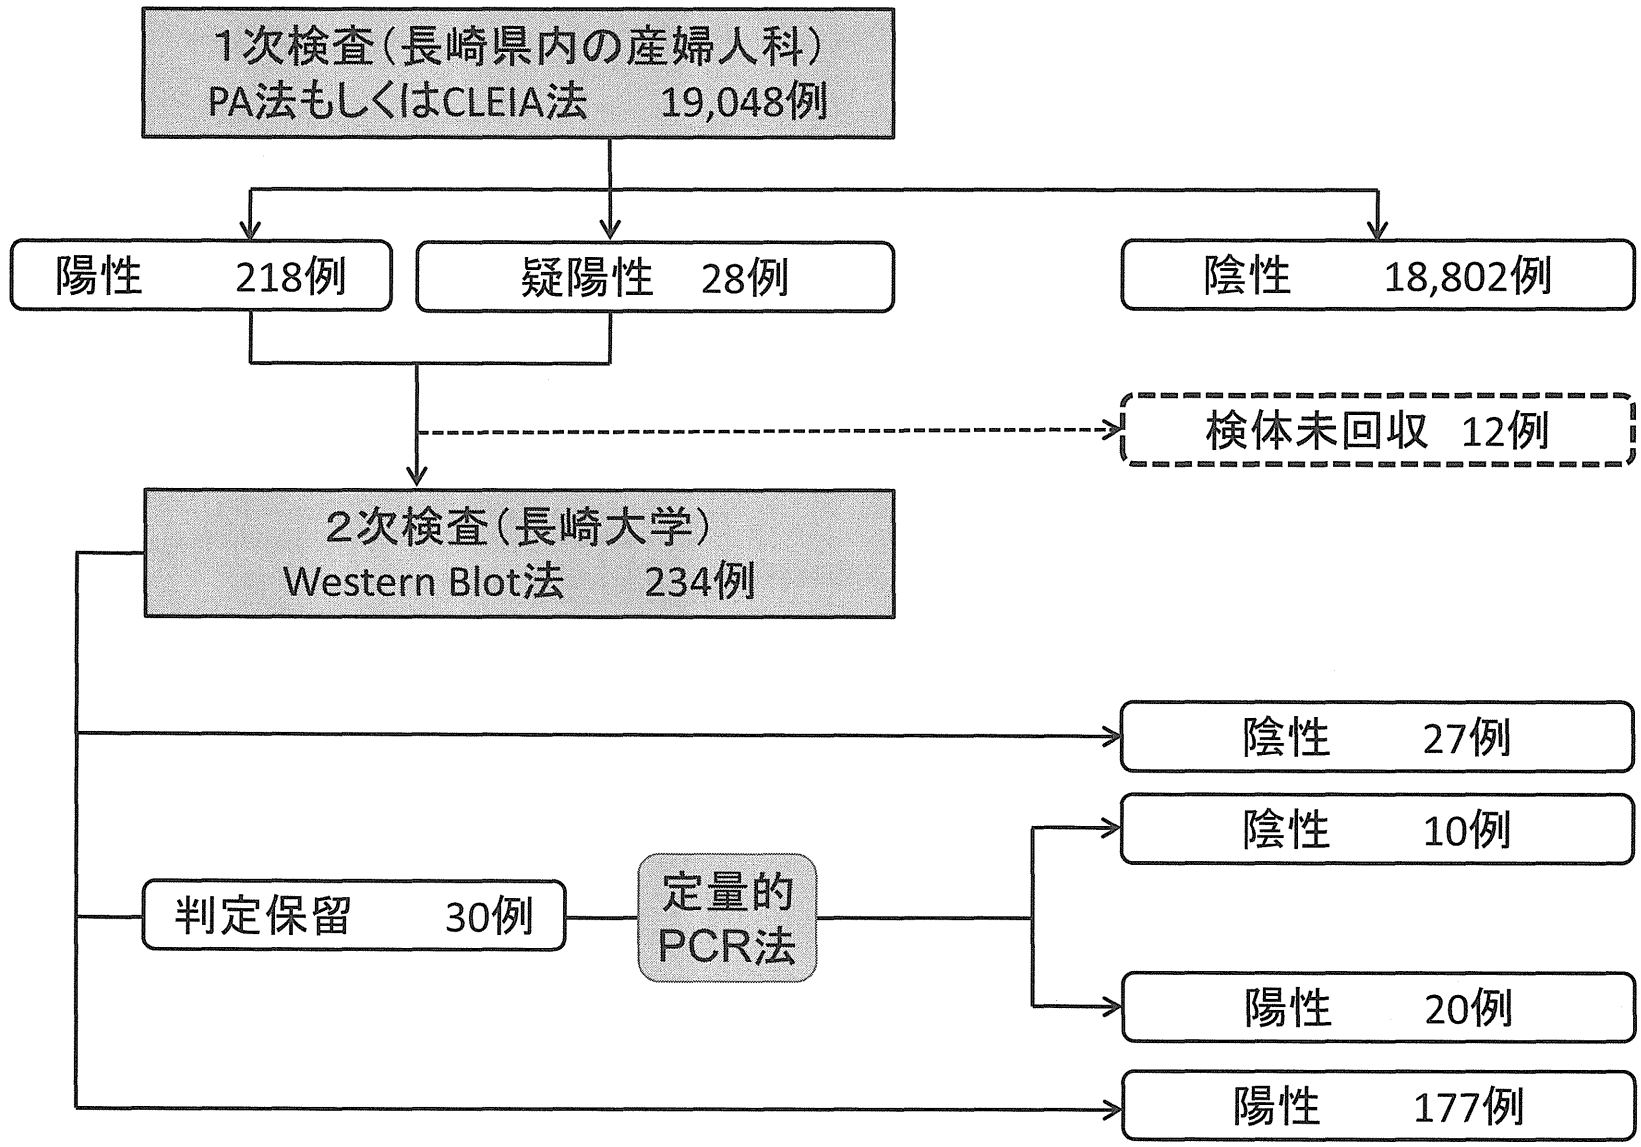 1次検査(長崎県内の産婦人科)
PA法もしくはCLEIA法 19,048例
陽性 218例
疑陽性 28例
陰性 18,802例
検体未回収 12例
2次検査(長崎大学)
Western Blot法 234例
陰性 27例
陰性 10例
判定保留 30例
定量的
PCR法
陽性 20例
陽性 177例